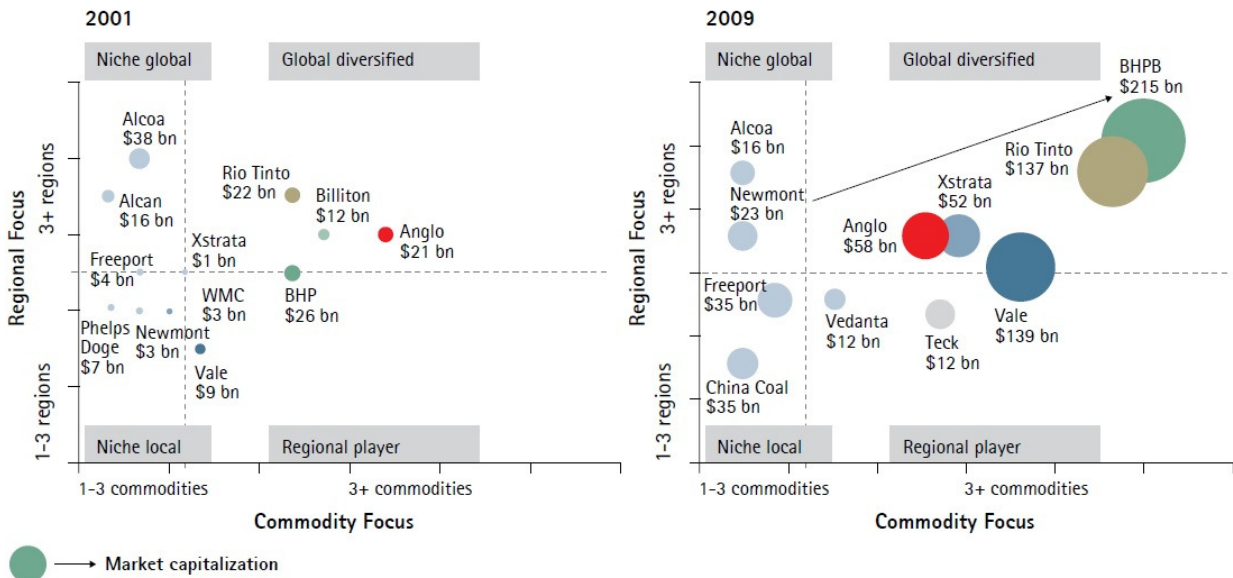 2001
Niche global
Global diversified
Alcoa
$38 bn
Rio Tinto
$22 bn
Billiton
$12 bn
Alcan
$16 bn
Anglo
$21 bn
Xstrata
$1 bn
Freeport
$4 bn
WMC
$3 bn
BHP
$26 bn
Phelps
Doge
$7 bn
Newmont
$3 bn
Vale
$9 bn
Niche local
Regional player
3+ regions
1-3 regions
Regional Focus
1-3 commodities
3+ commodities
Commodity Focus
2009
Niche global
Global diversified
BHPB
$215 bn
Alcoa
$16 bn
Rio Tinto
$137 bn
Newmont
$23 bn
Xstrata
$52 bn
Anglo
$58 bn
Freeport
$35 bn
Vedanta
$12 bn
Teck
$12 bn
Vale
$139 bn
China Coal
$35 bn
Niche local
Regional player
3+ regions
1-3 regions
Regional Focus
1-3 commodities
3+ commodities
Commodity Focus
Market capitalization